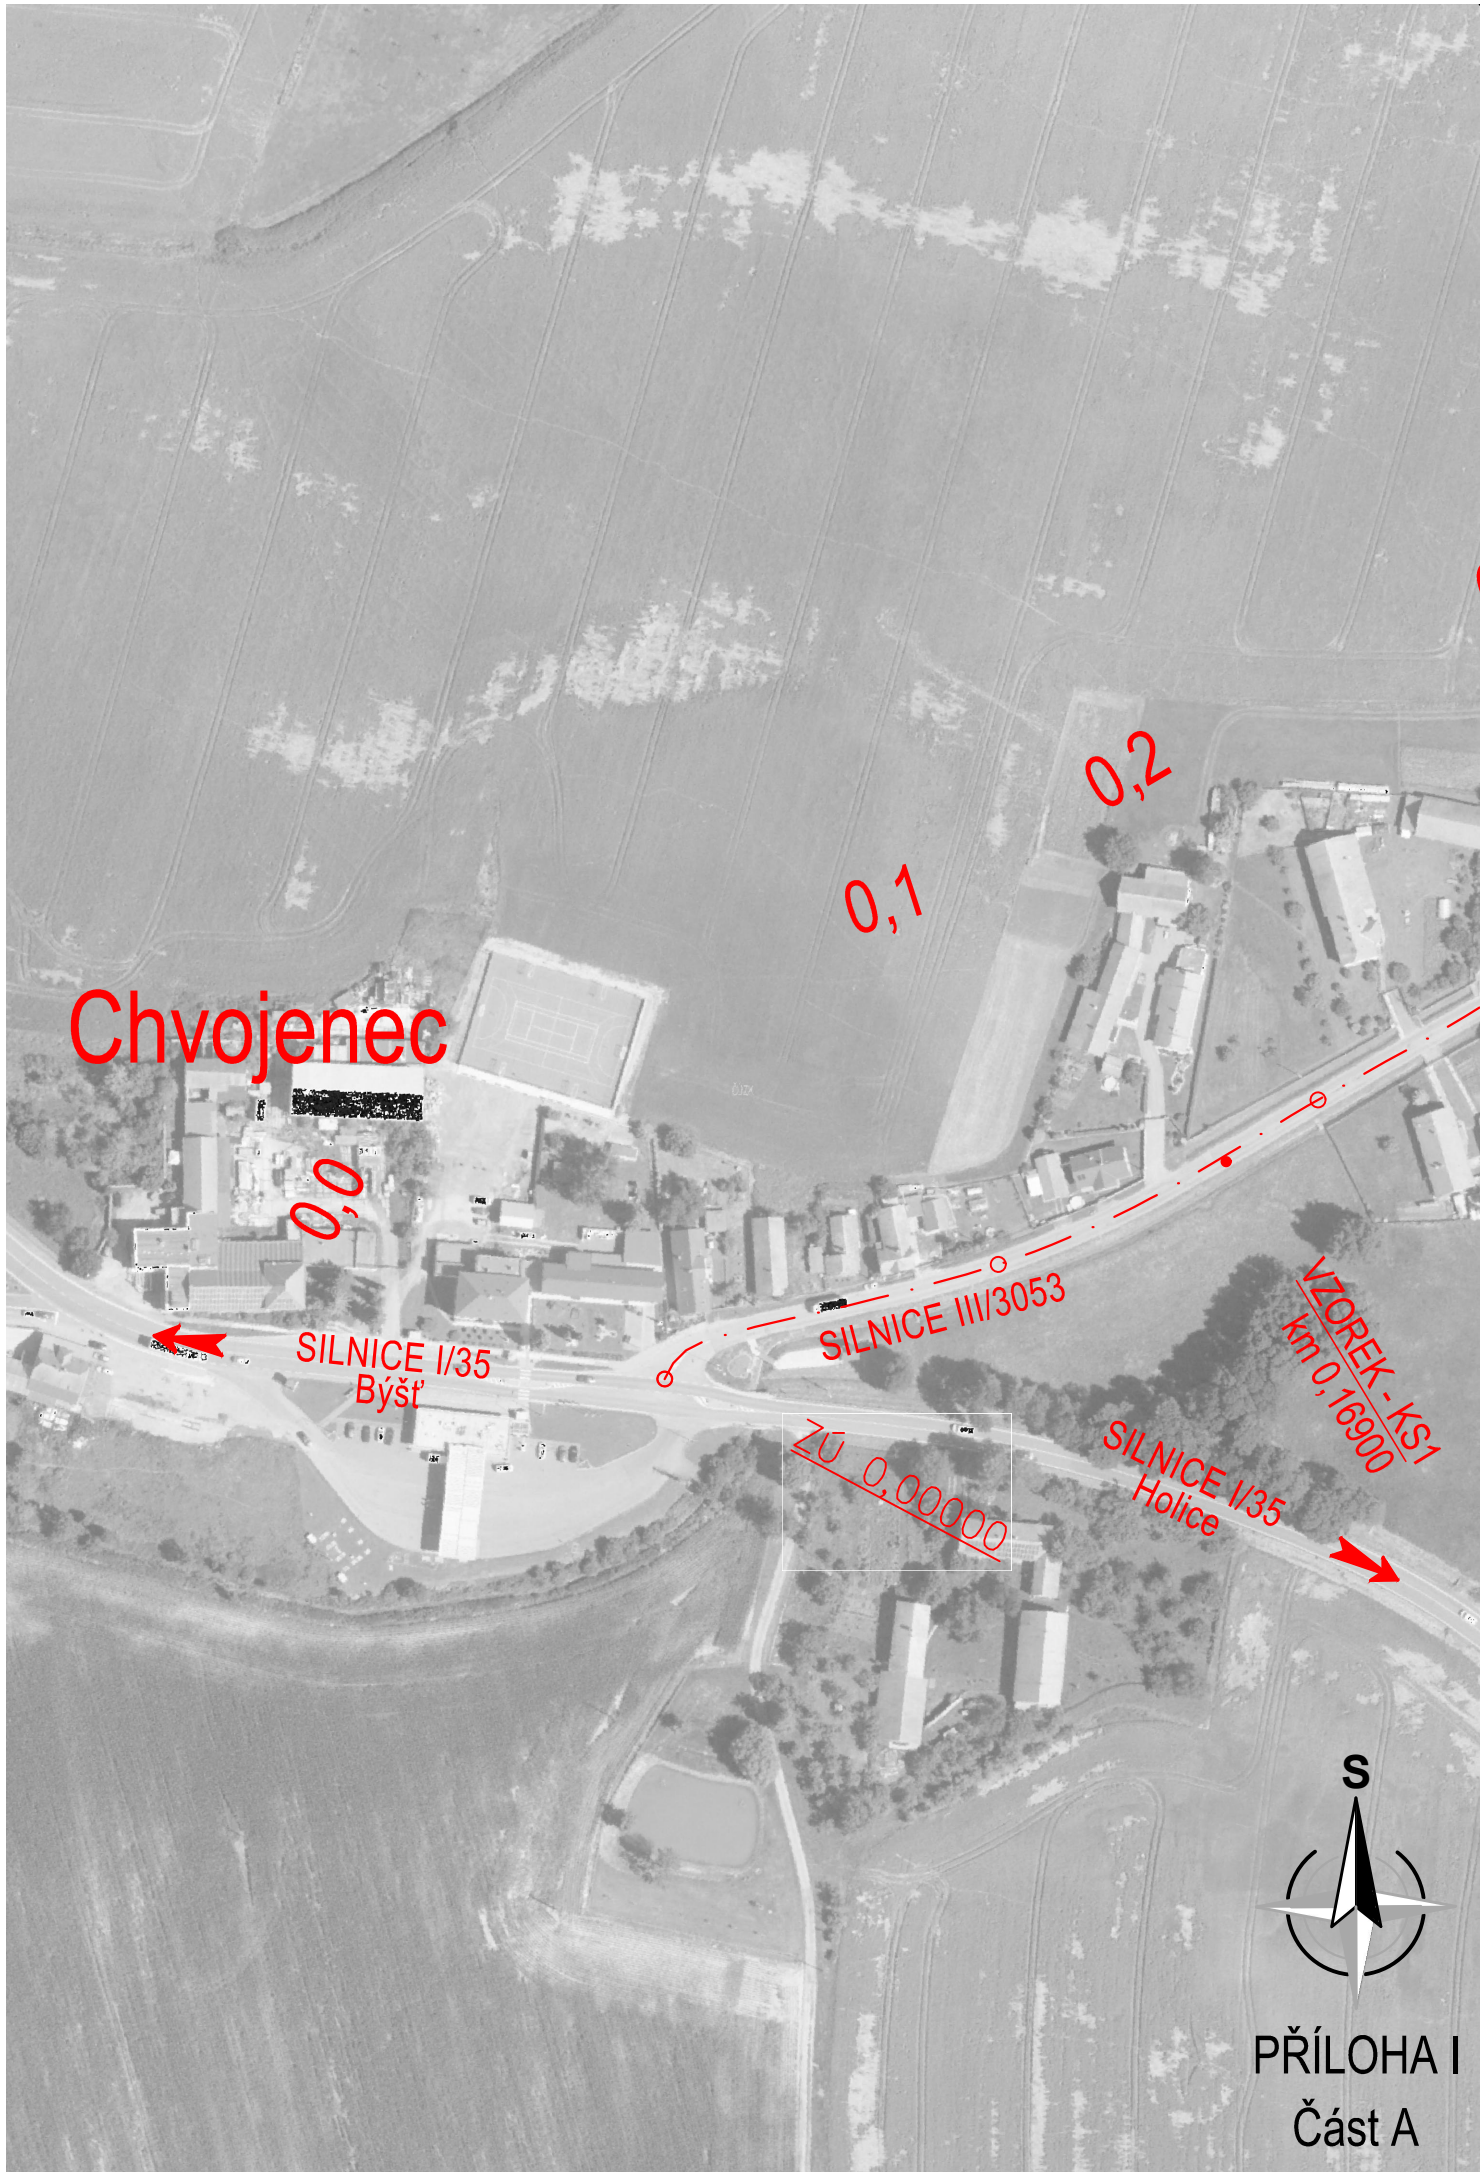 0,2
0,1
Chvojenec
0,0
SILNICE III/3053
SILNICE I/35
Býšť
VZOREK - KS1
km 0,16900
ZÚ 0,00000
SILNICE I/35
Holice
S
PŘÍLOHA I
Část A